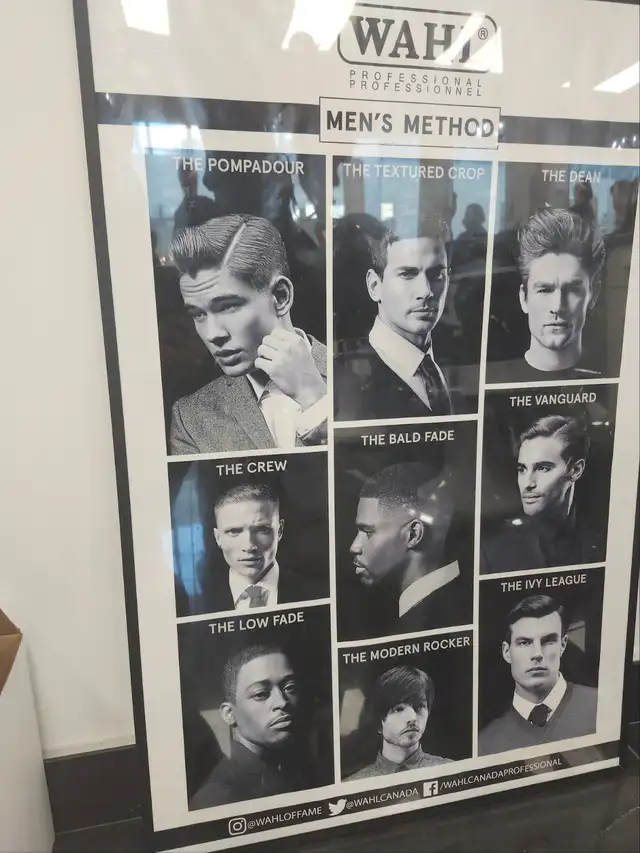 WAHL®
PROFESSIONAL
PROFESSIONNEL
MEN'S METHOD
THE POMPADOUR
THE TEXTURED CROP
THE DEAN
THE VANGUARD
THE CREW
THE BALD FADE
THE IVY LEAGUE
THE LOW FADE
THE MODERN ROCKER
@WAHLOFFAME @WAHLCANADA /WAHLCANADAPROFESSIONAL